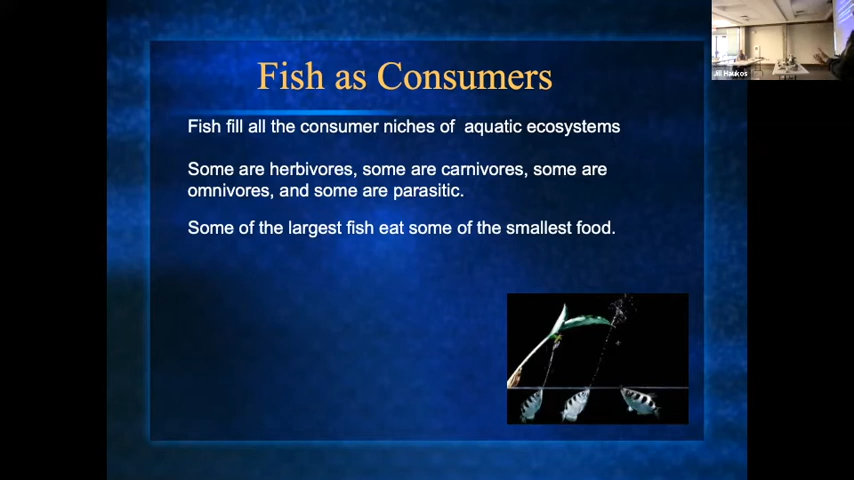 Fish as Consumers
Fish fill all the consumer niches of aquatic ecosystems
Some are herbivores, some are carnivores, some are
omnivores, and some are parasitic.
Some of the largest fish eat some of the smallest food.
Jill Haukos